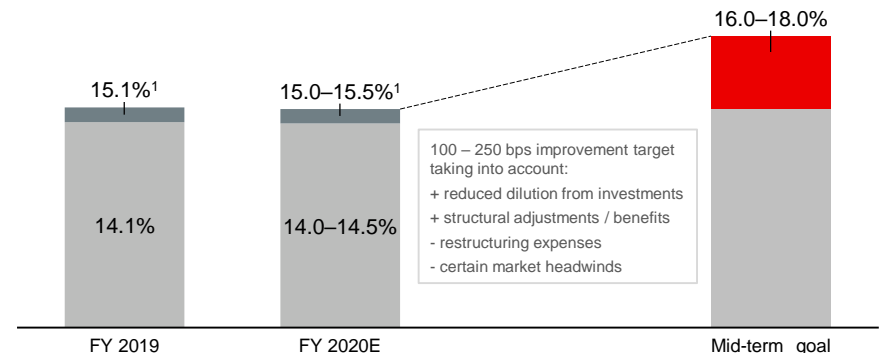 16.0–18.0%
15.1%¹
15.0–15.5%¹
100 – 250 bps improvement target
taking into account:
+ reduced dilution from investments
+ structural adjustments / benefits
- restructuring expenses
- certain market headwinds
14.1%
14.0–14.5%
FY 2019
FY 2020E
Mid-term goal